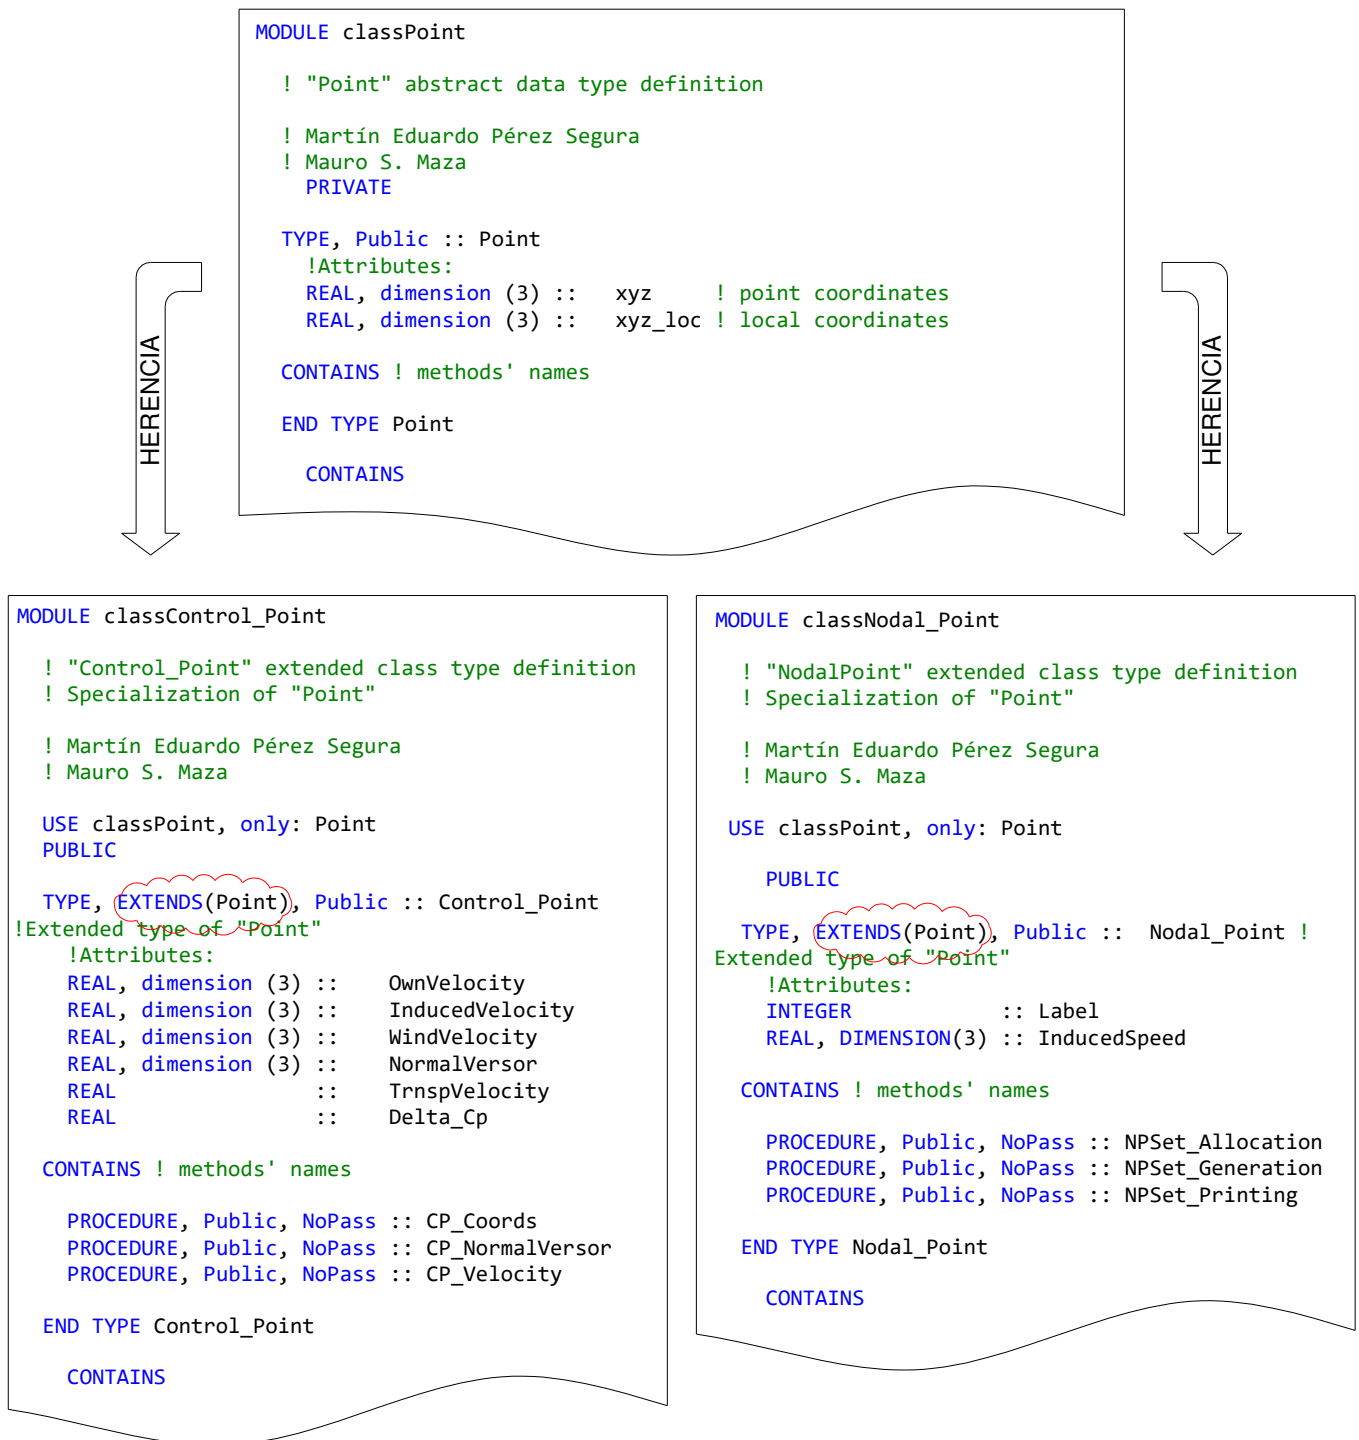 MODULE classPoint
! "Point" abstract data type definition
! Martín Eduardo Pérez Segura
! Mauro S. Maza
PRIVATE
TYPE, Public :: Point
!Attributes:
REAL, dimension (3) :: xyz ! point coordinates
REAL, dimension (3) :: xyz_loc ! local coordinates
CONTAINS ! methods' names
END TYPE Point
CONTAINS
HERENCIA
HERENCIA
MODULE classControl_Point
! "Control_Point" extended class type definition
! Specialization of "Point"
! Martín Eduardo Pérez Segura
! Mauro S. Maza
USE classPoint, only: Point
PUBLIC
TYPE, EXTENDS(Point), Public :: Control_Point
!Extended type of "Point"
!Attributes:
REAL, dimension (3) :: OwnVelocity
REAL, dimension (3) :: InducedVelocity
REAL, dimension (3) :: WindVelocity
REAL, dimension (3) :: NormalVersor
REAL :: TrnspVelocity
REAL :: Delta_Cp
CONTAINS ! methods' names
PROCEDURE, Public, NoPass :: CP_Coords
PROCEDURE, Public, NoPass :: CP_NormalVersor
PROCEDURE, Public, NoPass :: CP_Velocity
END TYPE Control_Point
CONTAINS
MODULE classNodal_Point
! "NodalPoint" extended class type definition
! Specialization of "Point"
! Martín Eduardo Pérez Segura
! Mauro S. Maza
USE classPoint, only: Point
PUBLIC
TYPE, EXTENDS(Point), Public :: Nodal_Point !
Extended type of "Point"
!Attributes:
INTEGER :: Label
REAL, DIMENSION(3) :: InducedSpeed
CONTAINS ! methods' names
PROCEDURE, Public, NoPass :: NPSet_Allocation
PROCEDURE, Public, NoPass :: NPSet_Generation
PROCEDURE, Public, NoPass :: NPSet_Printing
END TYPE Nodal_Point
CONTAINS